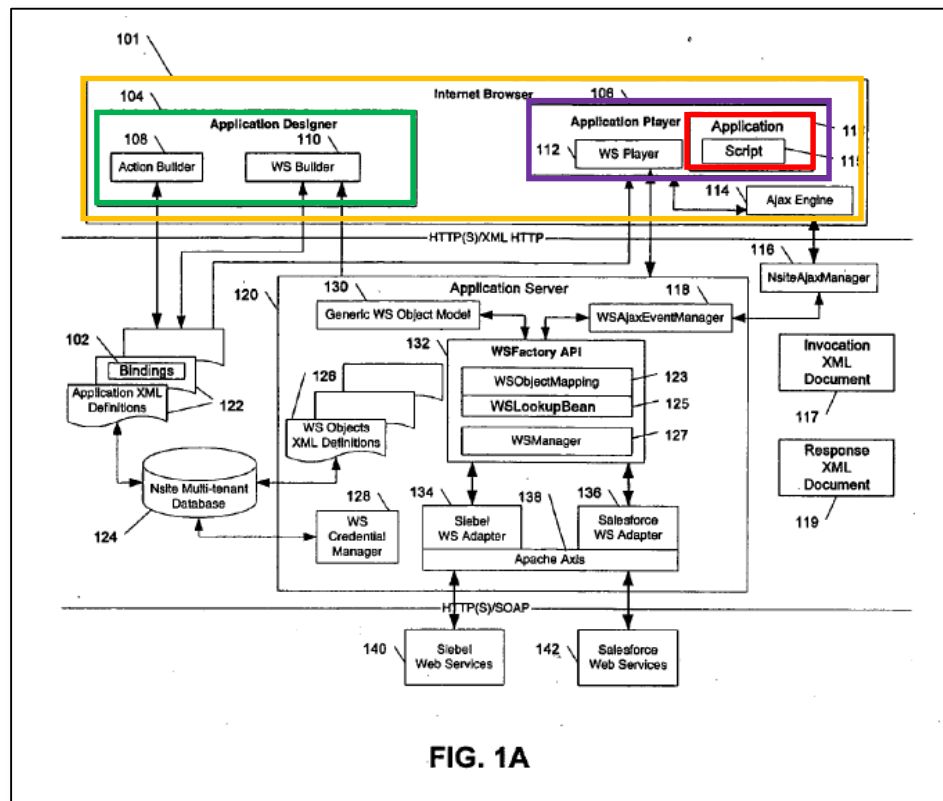 101
Internet Browser
104
106
Application Designer
108
110
Action Builder
WS Builder
Application Player
112
WS Player
Application
Script
114
Ajax Engine
HTTP(S)/XML HTTP
116
NsiteAjaxManager
120
130
Application Server
118
Generic WS Object Model
WSAjaxEventManager
102
Bindings
Application XML
Definitions
122
126
WS Objects
XML Definitions
132
WSFactory API
WSObjectMapping
123
WSLookupBean
125
WSManager
127
Invocation
XML
Document
117
Response
XML
Document
119
Nsite Multi-tenant
Database
124
128
WS
Credential
Manager
134
138
136
Siebel
WS Adapter
Salesforce
WS Adapter
Apache Axis
HTTP(S)/SOAP
140
Siebel
Web Services
142
Salesforce
Web Services
FIG. 1A